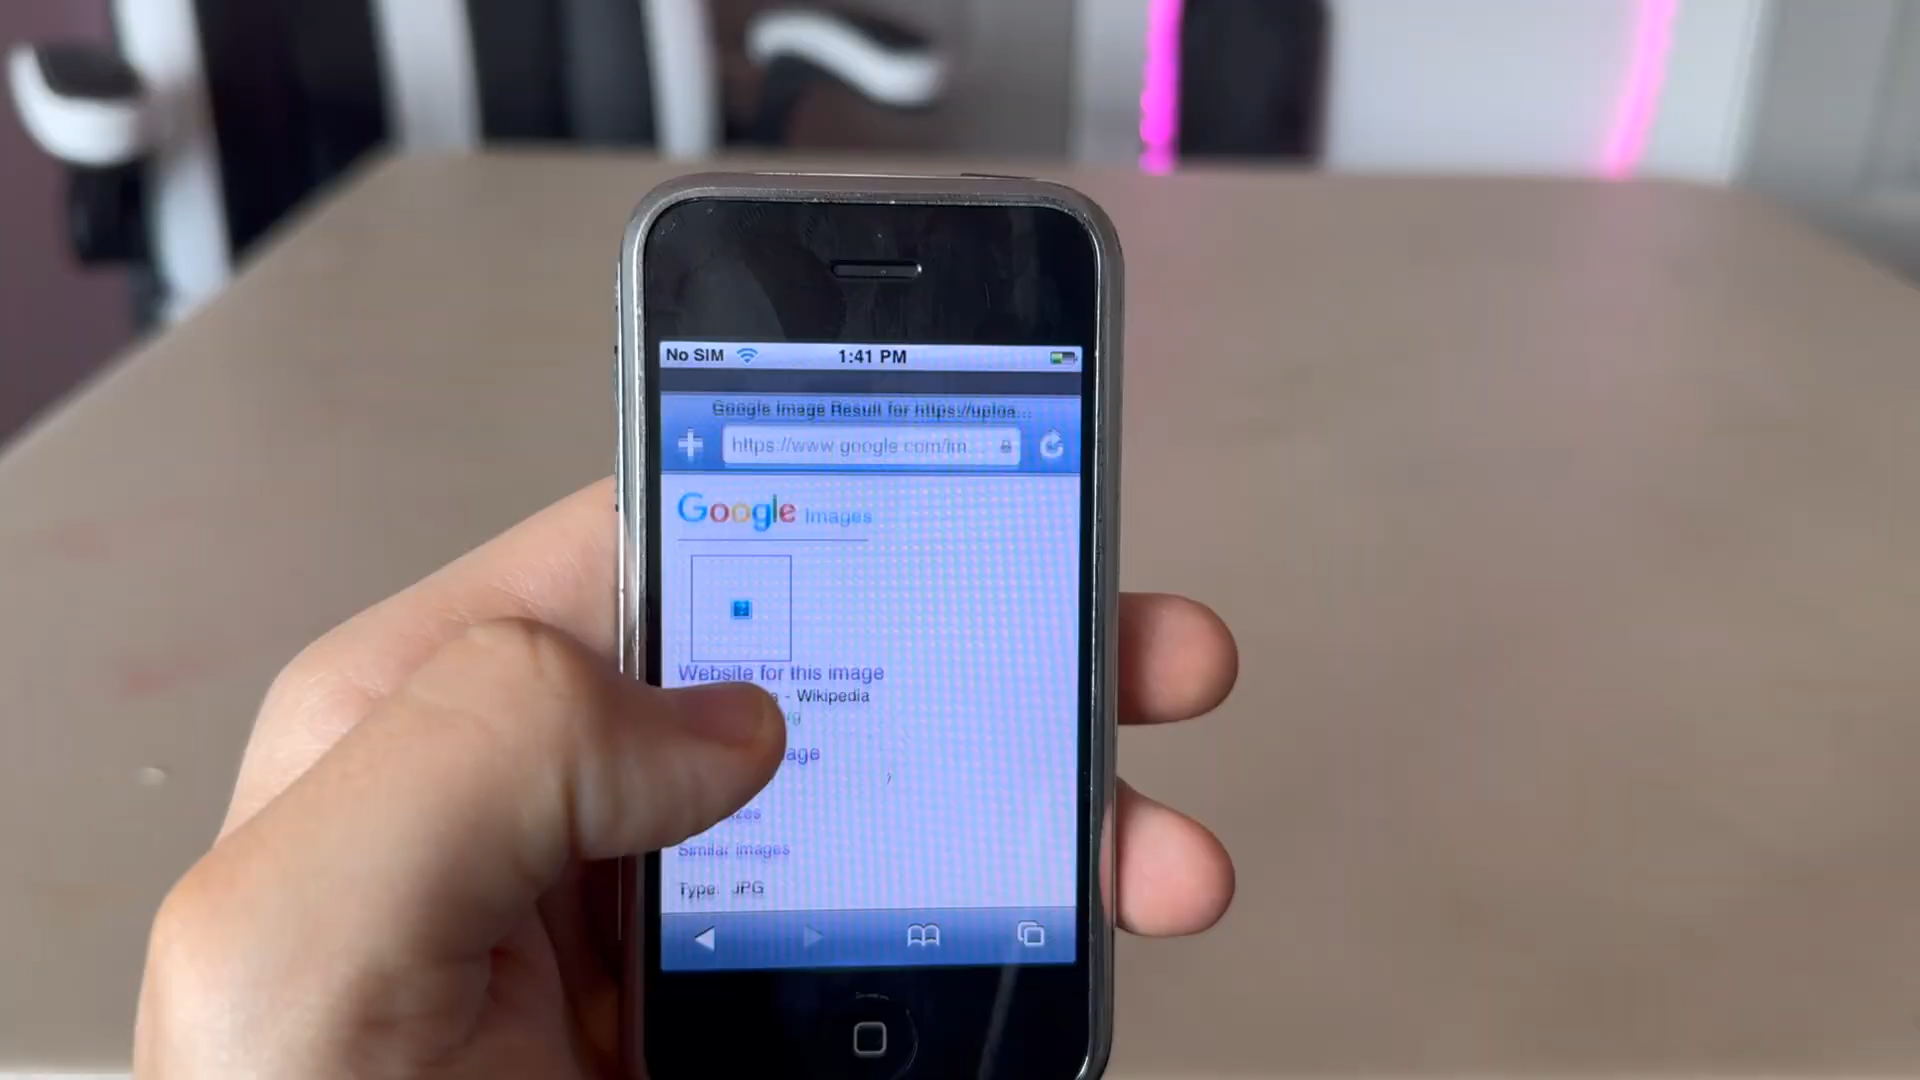 No SIM 1:41 PM
Google Image Result for https://uploa...
https://www.google.com/im...
Google Images
Website for this image
- Wikipedia
Similar images
Type: JPG